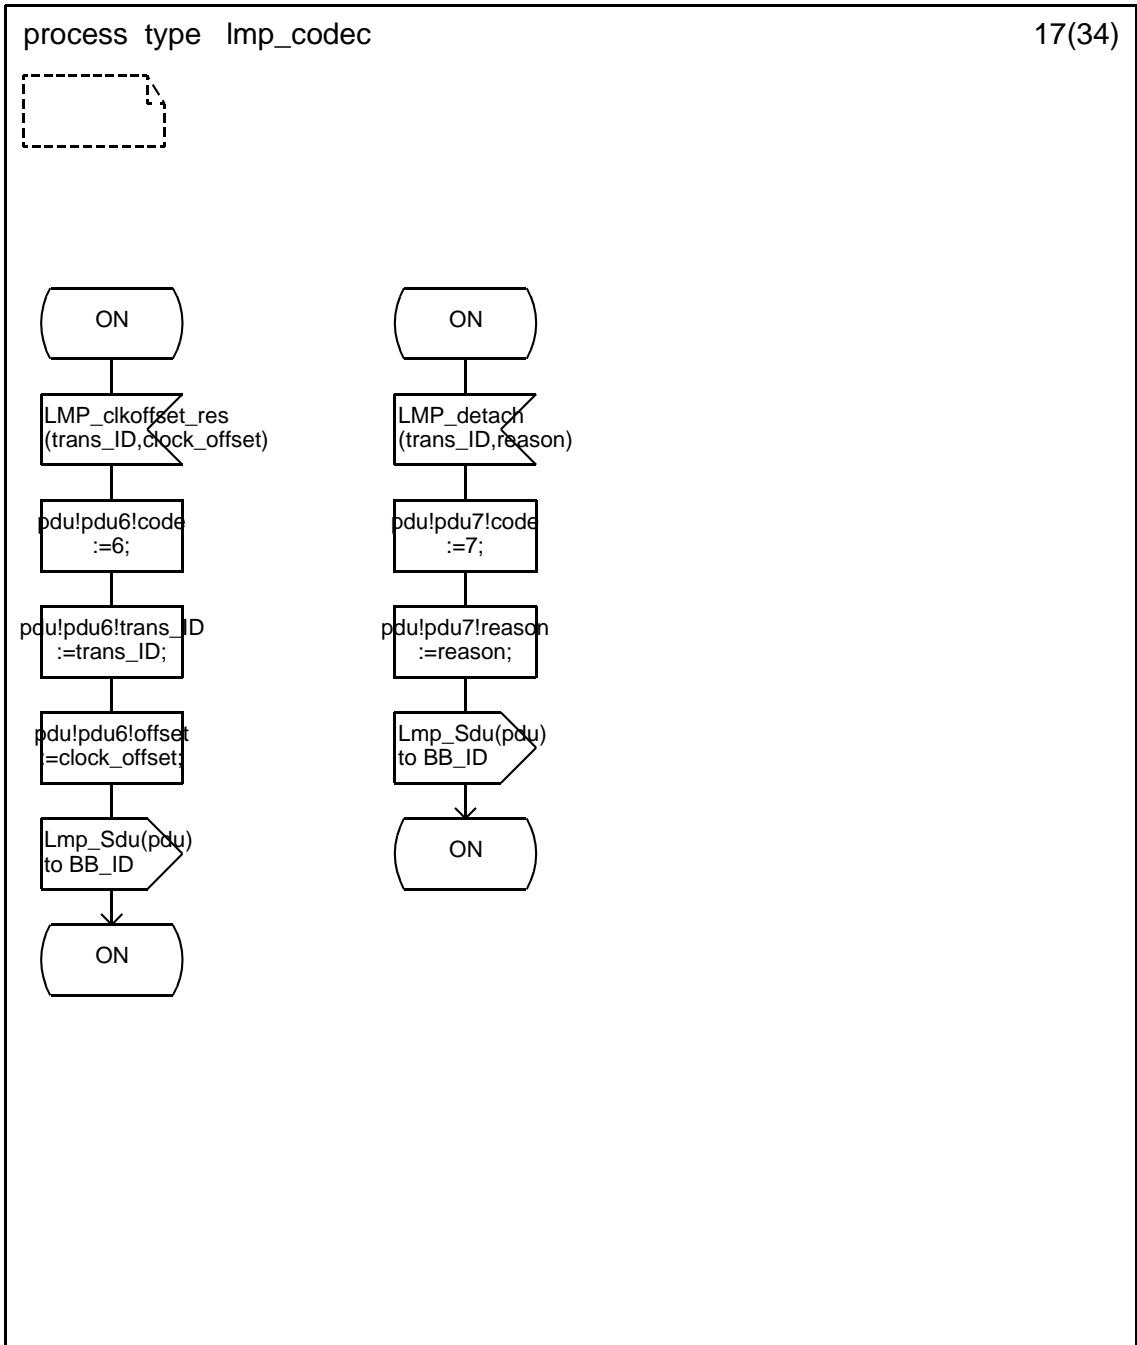 process type lmp_codec
17(34)
ON
LMP_clkoffset_res
(trans_ID,clock_offset)
pdu!pdu6!code
:=6;
pdu!pdu6!trans_ID
:=trans_ID;
pdu!pdu6!offset
:=clock_offset;
Lmp_Sdu(pdu)
to BB_ID
ON
ON
LMP_detach
(trans_ID,reason)
pdu!pdu7!code
:=7;
pdu!pdu7!reason
:=reason;
Lmp_Sdu(pdu)
to BB_ID
ON